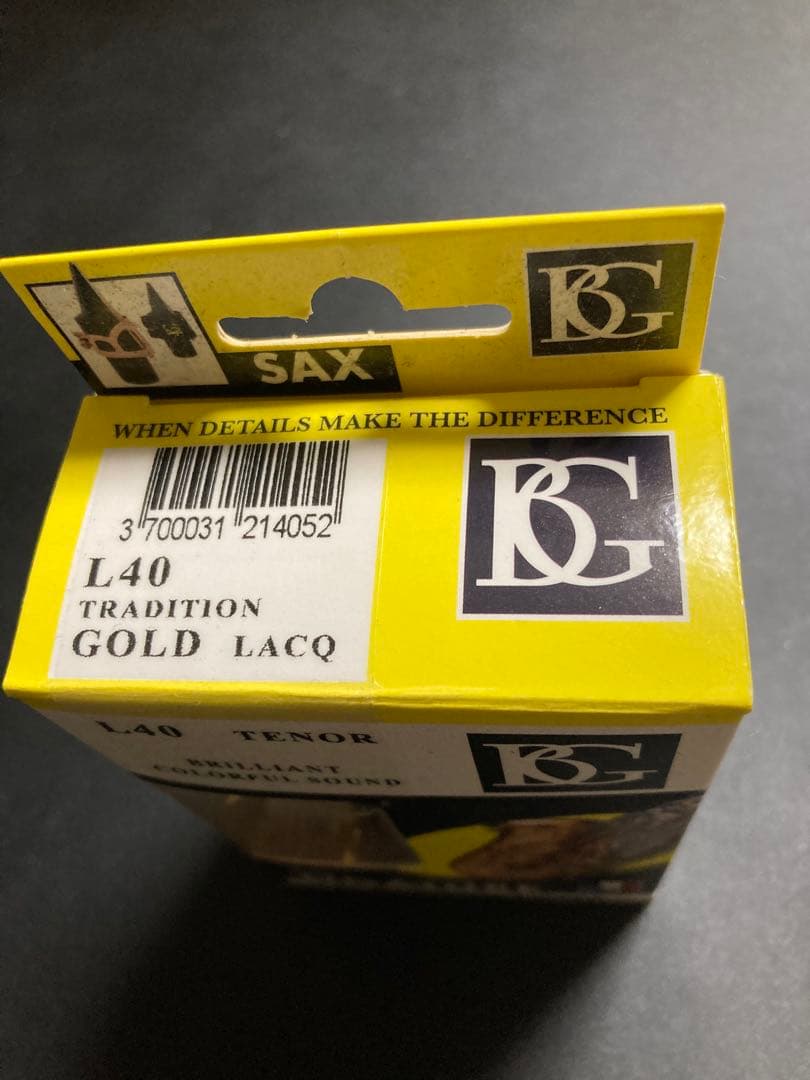 BG
SAX
WHEN DETAILS MAKE THE DIFFERENCE
3 700031 214052
BG
L40
TRADITION
GOLD LACQ
L40 TENOR
BG
BRILLIANT
COLORFUL SOUND